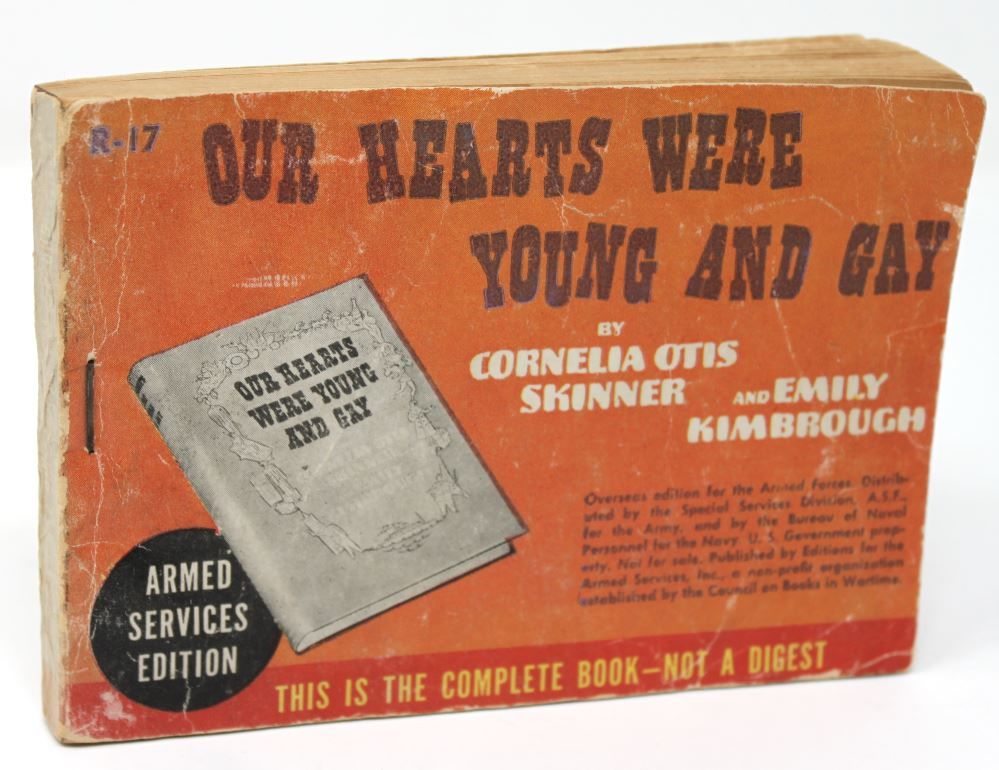 R-17
OUR HEARTS WERE
YOUNG AND GAY
BY
CORNELIA OTIS
SKINNER
AND EMILY
KIMBROUGH
OUR HEARTS
WERE YOUNG
AND GAY
Overseas edition for the Armed Forces. Distrib-
uted by the Special Services Division, A.S.F.,
for the Army, and by the Bureau of Naval
Personnel for the Navy. U. S. Government prop-
erty. Not for sale. Published by Editions for the
Armed Services, Inc., a non-profit organization
established by the Council on Books in Wartime.
ARMED
SERVICES
EDITION
THIS IS THE COMPLETE BOOK—NOT A DIGEST